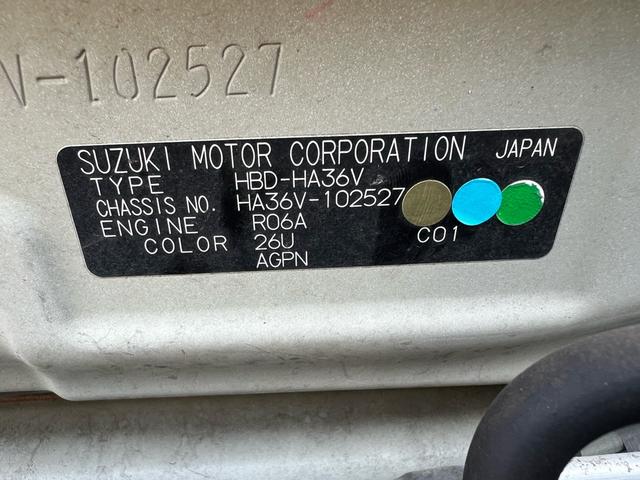 V-102527
SUZUKI MOTOR CORPORATION JAPAN
TYPE HBD-HA36V
CHASSIS NO. HA36V-102527
ENGINE R06A
COLOR 26U C01
AGPN